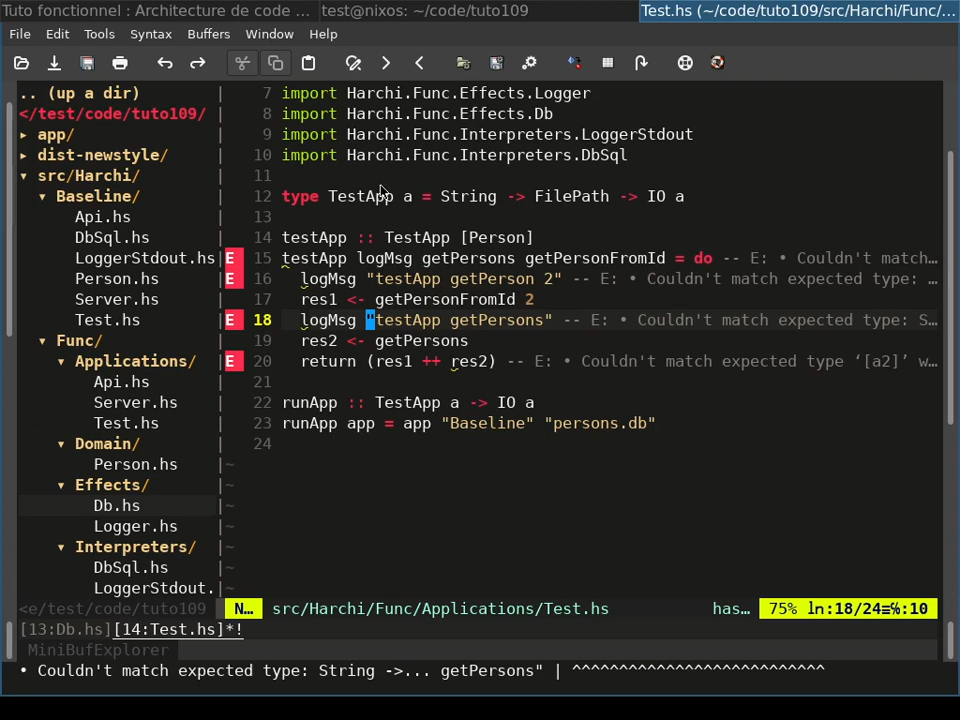 Tuto fonctionnel : Architecture de code ...
test@nixos: ~/code/tuto109
Test.hs (~/code/tuto109/src/Harchi/Func/...
File Edit Tools Syntax Buffers Window Help
.. (up a dir)
</test/code/tuto109/
▸ app/
▸ dist-newstyle/
▾ src/Harchi/
▾ Baseline/
Api.hs
DbSql.hs
LoggerStdout.hs
Person.hs
Server.hs
Test.hs
▾ Func/
▾ Applications/
Api.hs
Server.hs
Test.hs
▾ Domain/
Person.hs
▾ Effects/
Db.hs
Logger.hs
▾ Interpreters/
DbSql.hs
LoggerStdout.
<e/test/code/tuto109
7 import Harchi.Func.Effects.Logger
8 import Harchi.Func.Effects.Db
9 import Harchi.Func.Interpreters.LoggerStdout
10 import Harchi.Func.Interpreters.DbSql
11
12 type TestApp a = String -> FilePath -> IO a
13
14 testApp :: TestApp [Person]
E 15 testApp logMsg getPersons getPersonFromId = do -- E: • Couldn't match…
E 16 logMsg "testApp getPerson 2" -- E: • Couldn't match expected type: …
17 res1 <- getPersonFromId 2
E 18 logMsg "testApp getPersons" -- E: • Couldn't match expected type: S…
19 res2 <- getPersons
E 20 return (res1 ++ res2) -- E: • Couldn't match expected type ‘[a2]’ w…
21
22 runApp :: TestApp a -> IO a
23 runApp app = app "Baseline" "persons.db"
24
~
~
~
~
~
~
~
N… src/Harchi/Func/Applications/Test.hs has… 75% ln:18/24≡℅:10
[13:Db.hs][14:Test.hs]*!
MiniBufExplorer
• Couldn't match expected type: String ->... getPersons" | ^^^^^^^^^^^^^^^^^^^^^^^^^^^